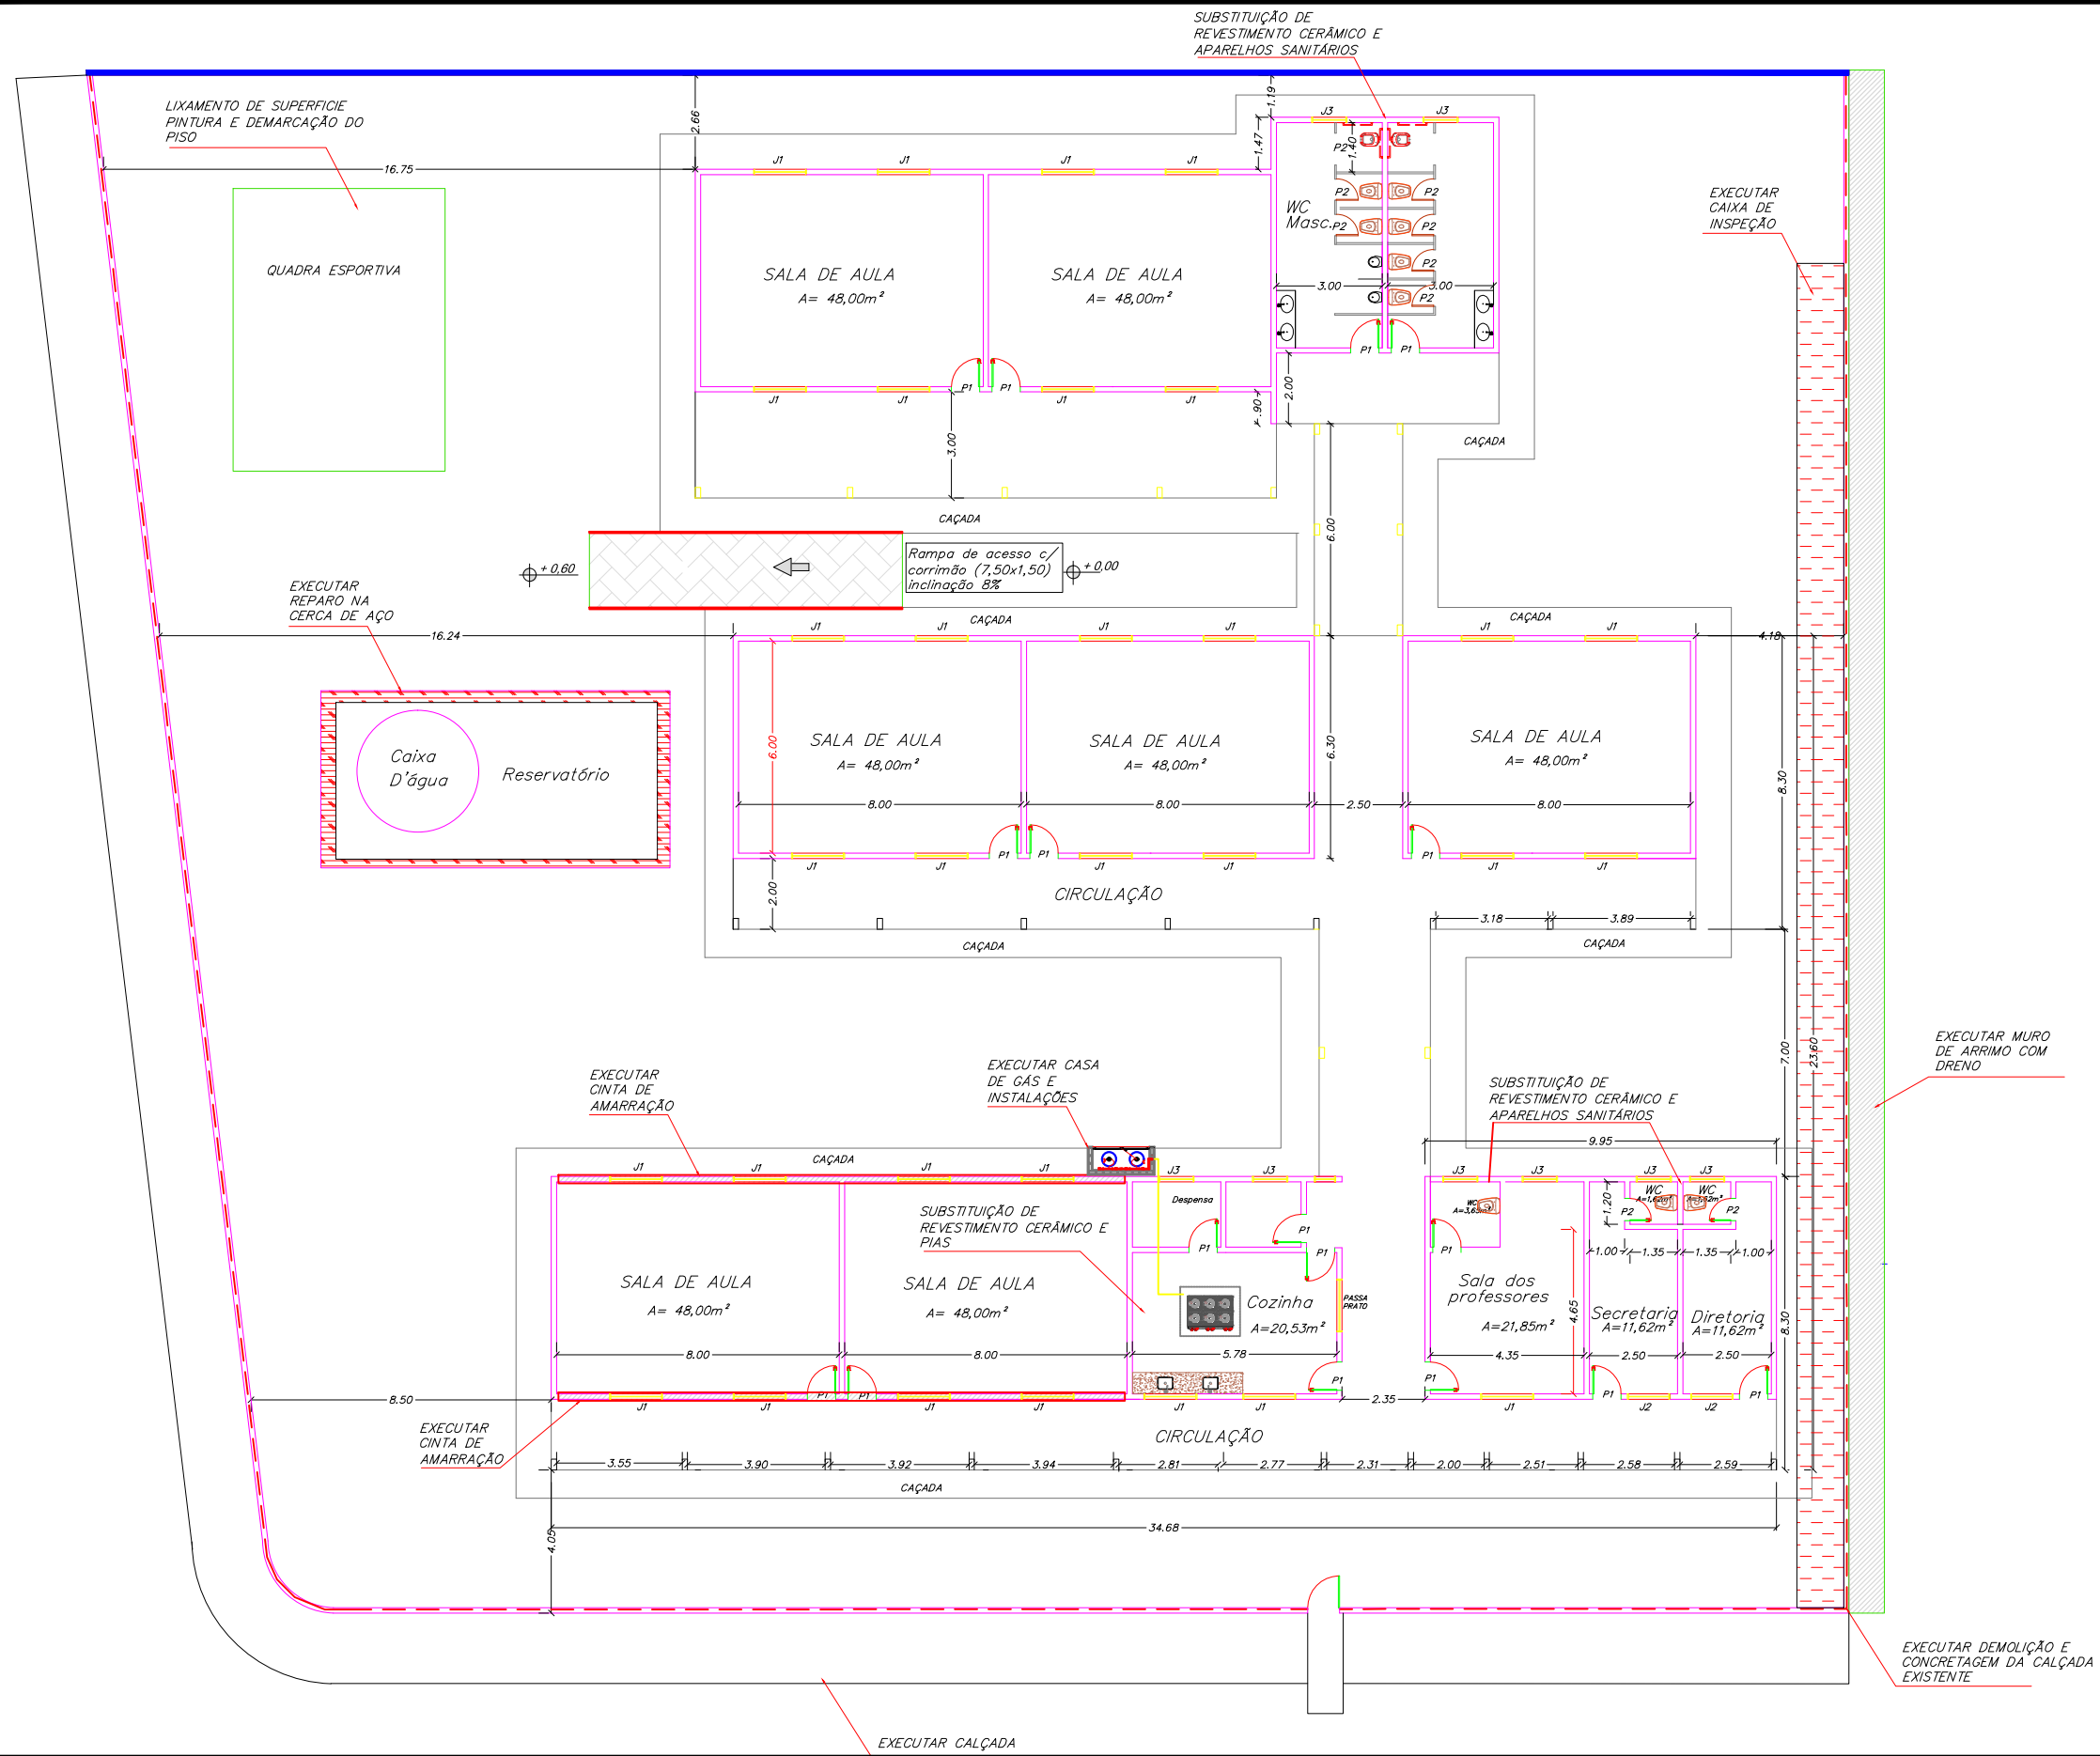 SUBSTITUIÇÃO DE
REVESTIMENTO CERÂMICO E
APARELHOS SANITÁRIOS
LIXAMENTO DE SUPERFICIE
PINTURA E DEMARCAÇÃO DO
PISO
2.66
1.19
J3
J3
1.47
1.40
P2
16.75
J1
J1
J1
J1
P2
P2
EXECUTAR
CAIXA DE
INSPEÇÃO
WC
Masc.
P2
P2
QUADRA ESPORTIVA
SALA DE AULA
A= 48,00m²
SALA DE AULA
A= 48,00m²
P2
3.00
3.00
P2
P1
P1
P1
P1
J1
J1
J1
J1
.90
2.00
3.00
CAÇADA
CAÇADA
6.00
Rampa de acesso c/
corrimão (7,50x1,50)
inclinação 8%
+0,60
+0,00
EXECUTAR
REPARO NA
CERCA DE AÇO
CAÇADA
CAÇADA
16.24
J1
J1
J1
J1
J1
J1
4.18
Caixa
D'água
Reservatório
6.00
SALA DE AULA
A= 48,00m²
SALA DE AULA
A= 48,00m²
6.30
SALA DE AULA
A= 48,00m²
8.30
8.00
8.00
2.50
8.00
P1
P1
P1
J1
J1
J1
J1
J1
J1
2.00
CIRCULAÇÃO
3.18
3.89
CAÇADA
CAÇADA
7.00
23.60
EXECUTAR MURO
DE ARRIMO COM
DRENO
EXECUTAR
CINTA DE
AMARRAÇÃO
EXECUTAR CASA
DE GÁS E
INSTALAÇÕES
SUBSTITUIÇÃO DE
REVESTIMENTO CERÂMICO E
APARELHOS SANITÁRIOS
9.95
CAÇADA
J1
J1
J1
J1
J3
J3
J3
J3
J3
J3
Despensa
WC
A=3,65m²
1.20
WC
A=1,62m²
WC
P2
P2
SUBSTITUIÇÃO DE
REVESTIMENTO CERÂMICO E
PIAS
P1
P1
P1
P1
1.00
1.35
1.35
1.00
SALA DE AULA
A= 48,00m²
SALA DE AULA
A= 48,00m²
Cozinha
A=20,53m²
PASSA
PRATO
Sala dos
professores
A=21,85m²
4.65
Secretaria
A=11,62m²
Diretoria
A=11,62m²
8.30
8.00
8.00
5.78
4.35
2.50
2.50
P1
P1
P1
P1
P1
8.50
2.35
J1
J1
J1
J1
J1
J1
J1
J2
J2
EXECUTAR
CINTA DE
AMARRAÇÃO
CIRCULAÇÃO
3.55
3.90
3.92
3.94
2.81
2.77
2.31
2.00
2.51
2.58
2.59
CAÇADA
4.05
34.68
EXECUTAR DEMOLIÇÃO E
CONCRETAGEM DA CALÇADA
EXISTENTE
EXECUTAR CALÇADA